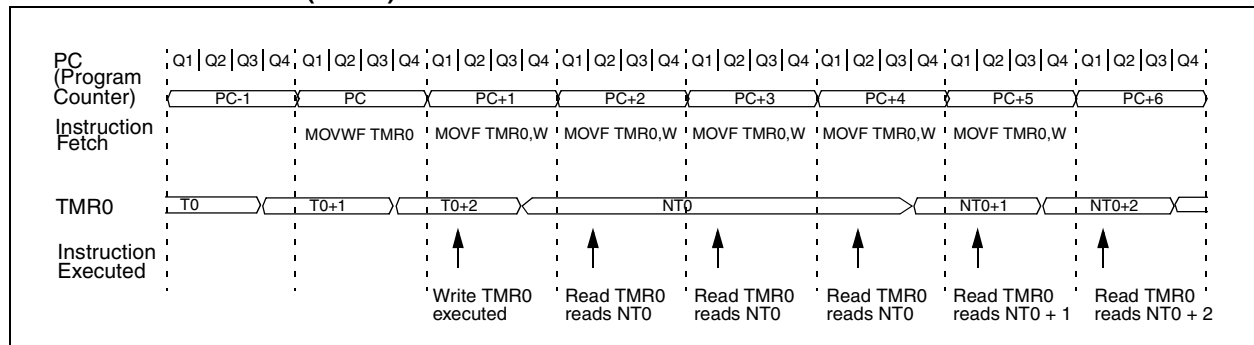 PC Q1 Q2 Q3 Q4 Q1 Q2 Q3 Q4 Q1 Q2 Q3 Q4 Q1 Q2 Q3 Q4 Q1 Q2 Q3 Q4 Q1 Q2 Q3 Q4 Q1 Q2 Q3 Q4 Q1 Q2 Q3 Q4
(Program
Counter) PC-1 PC PC+1 PC+2 PC+3 PC+4 PC+5 PC+6
Instruction
Fetch MOVWF TMR0 MOVF TMR0,W MOVF TMR0,W MOVF TMR0,W MOVF TMR0,W MOVF TMR0,W
TMR0 T0 T0+1 T0+2 NT0 NT0+1 NT0+2
Instruction
Executed
Write TMR0 Read TMR0 Read TMR0 Read TMR0 Read TMR0 Read TMR0
executed reads NT0 reads NT0 reads NT0 reads NT0 + 1 reads NT0 + 2